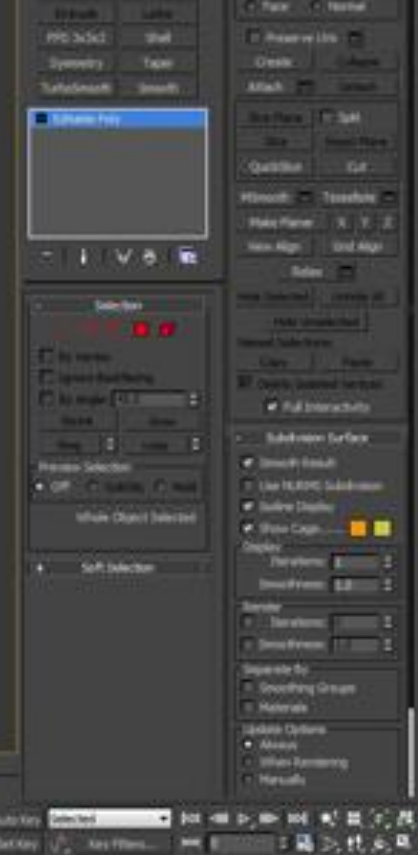 Extrude
FFD 3x3x3
Shell
Symmetry
Taper
TurboSmooth
Smooth
Editable Poly
Selection
By Vertex
Ignore Backfacing
By Angle:
Shrink
Grow
Ring
Loop
Preview Selection
Off
SubObj
Multi
Whole Object Selected
Soft Selection
Face
Normal
Preserve UVs
Create
Collapse
Attach
Detach
Slice Plane
Split
Slice
Reset Plane
QuickSlice
Cut
MSmooth
Tessellate
Make Planar
X Y Z
View Align
Grid Align
Relax
Hide Selected
Unhide All
Hide Unselected
Named Selections:
Copy
Paste
Delete Isolated Vertices
Full Interactivity
Subdivision Surface
Smooth Result
Use NURMS Subdivision
Isoline Display
Show Cage......
Display
Iterations:
Smoothness:
Render
Iterations:
Smoothness:
Separate By
Smoothing Groups
Materials
Update Options
Always
When Rendering
Manually
Selected
Set Key
Key Filters...